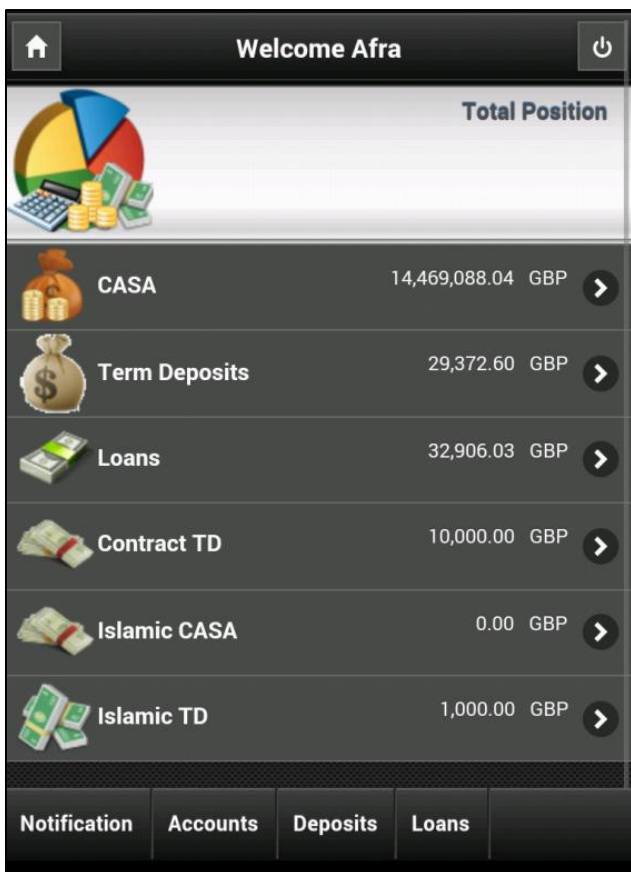 Welcome Afra
Total Position
CASA 14,469,088.04 GBP
Term Deposits 29,372.60 GBP
Loans 32,906.03 GBP
Contract TD 10,000.00 GBP
Islamic CASA 0.00 GBP
Islamic TD 1,000.00 GBP
Notification Accounts Deposits Loans